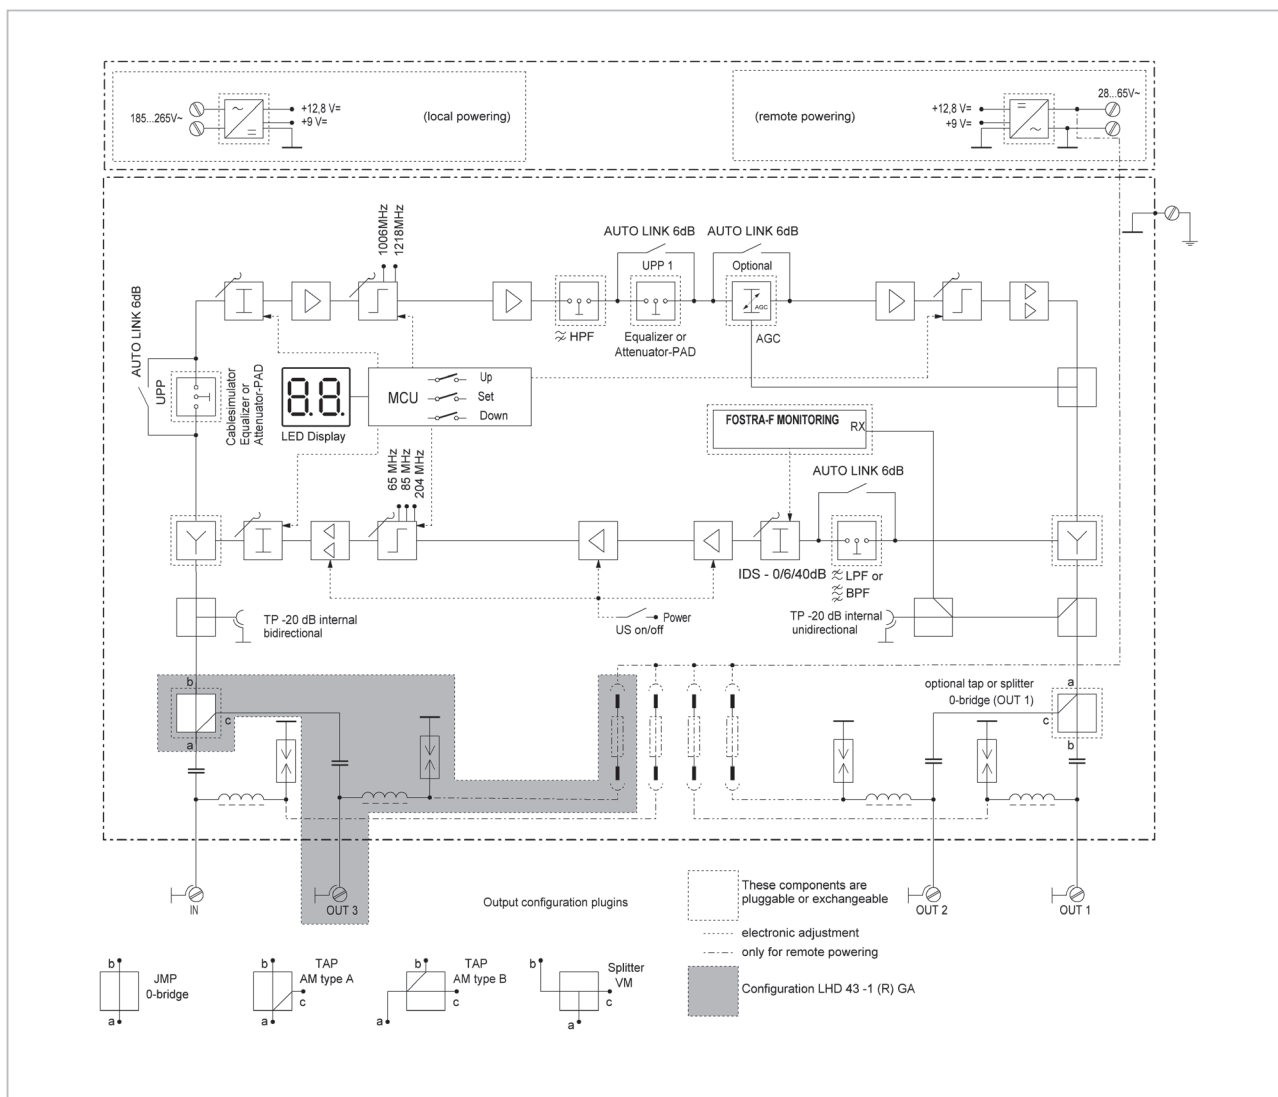 185...265V~
+12,8 V=
+9 V=
(local powering)
(remote powering)
+12,8 V=
+9 V=
28...65V~
1006MHz
1218MHz
AUTO LINK 6dB
AUTO LINK 6dB
UPP 1
Optional
AGC
HPF
Equalizer or
Attenuator-PAD
AGC
AUTO LINK 6dB
UPP
Cablesimulator
Equalizer or
Attenuator-PAD
8.8.
LED Display
MCU
Up
Set
Down
FOSTRA-F MONITORING
RX
65 MHz
85 MHz
204 MHz
AUTO LINK 6dB
IDS - 0/6/40dB
LPF or
BPF
TP -20 dB internal
bidirectional
Power
US on/off
TP -20 dB internal
unidirectional
b
c
a
optional tap or splitter
0-bridge (OUT 1)
a
c
b
IN
OUT 3
OUT 2
OUT 1
Output configuration plugins
These components are
pluggable or exchangeable
electronic adjustment
only for remote powering
Configuration LHD 43 -1 (R) GA
b
a
JMP
0-bridge
b
c
a
TAP
AM type A
b
c
a
TAP
AM type B
b
c
a
Splitter
VM